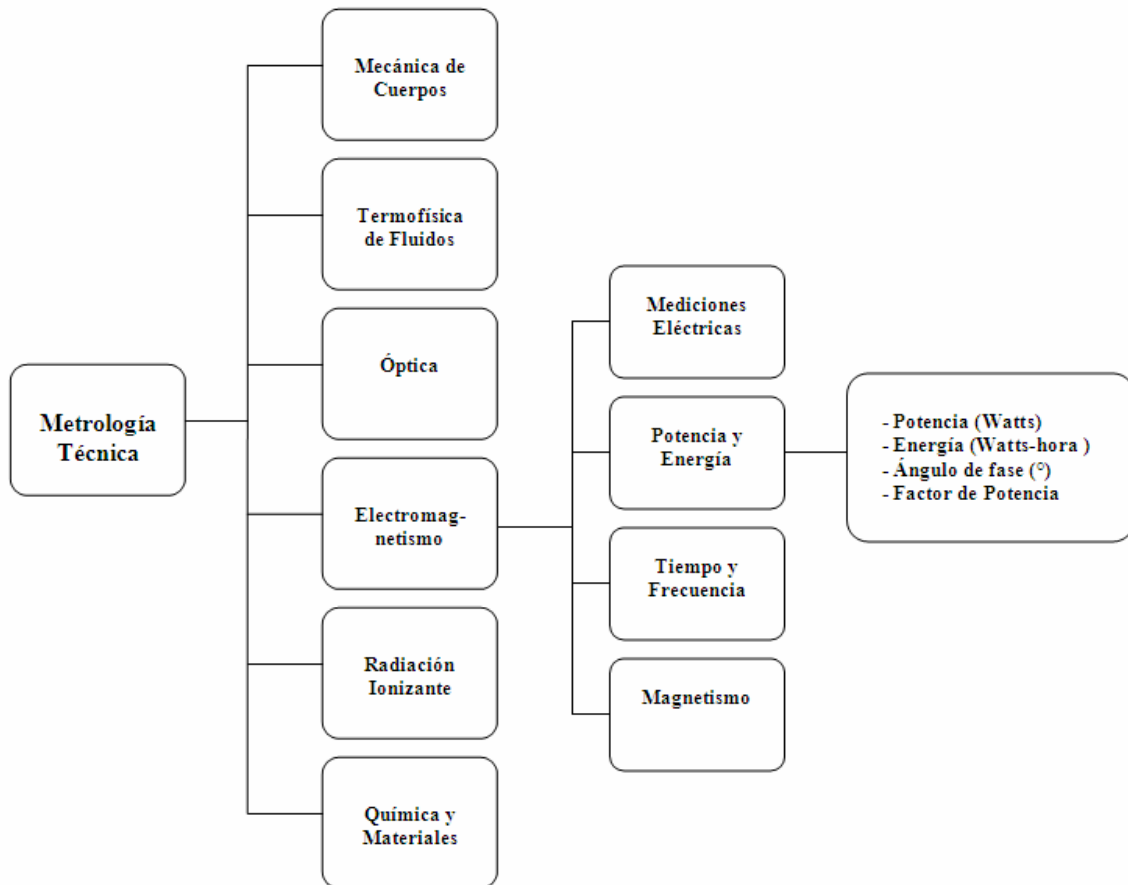 Mecánica de
Cuerpos
Termofísica
de Fluidos
Óptica
Metrología
Técnica
Electromag-
netismo
Radiación
Ionizante
Química y
Materiales
Mediciones
Eléctricas
Potencia y
Energía
Tiempo y
Frecuencia
Magnetismo
- Potencia (Watts)
- Energía (Watts-hora )
- Ángulo de fase (°)
- Factor de Potencia